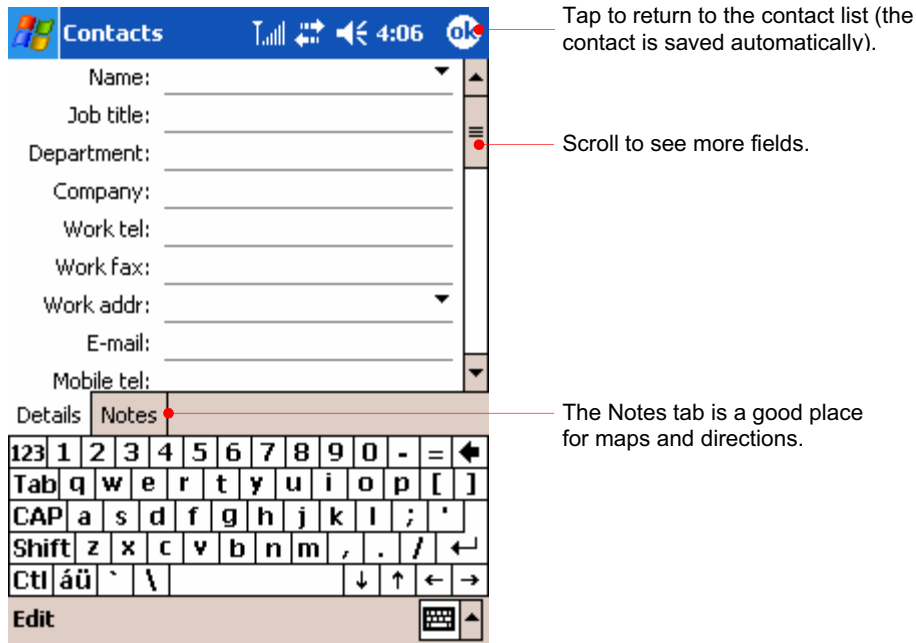 Contacts 4:06 ok
Tap to return to the contact list (the
contact is saved automatically).
Name:
Job title:
Department:
Scroll to see more fields.
Company:
Work tel:
Work fax:
Work addr:
E-mail:
Mobile tel:
Details Notes
The Notes tab is a good place
for maps and directions.
123 1 2 3 4 5 6 7 8 9 0 - = 🡄
Tab q w e r t y u i o p [ ]
CAP a s d f g h j k l ; '
Shift z x c v b n m , . / ↵
Ctl áü ` \ ↓ ↑ ← →
Edit